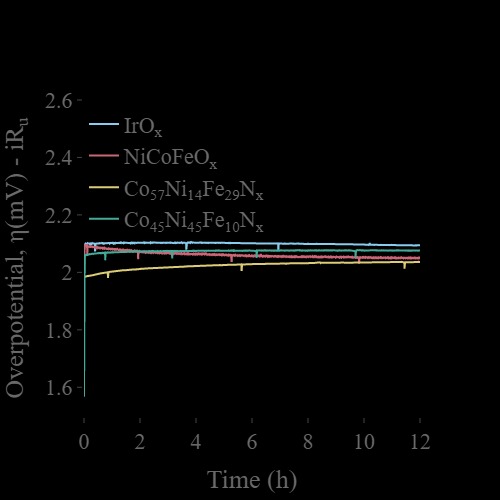 2.6
IrOₓ
NiCoFeOₓ
2.4
Co₅₇Ni₁₄Fe₂₉Nₓ
Co₄₅Ni₄₅Fe₁₀Nₓ
2.2
2
1.8
1.6
Overpotential, η(mV) - iRᵤ
0 2 4 6 8 10 12
Time (h)